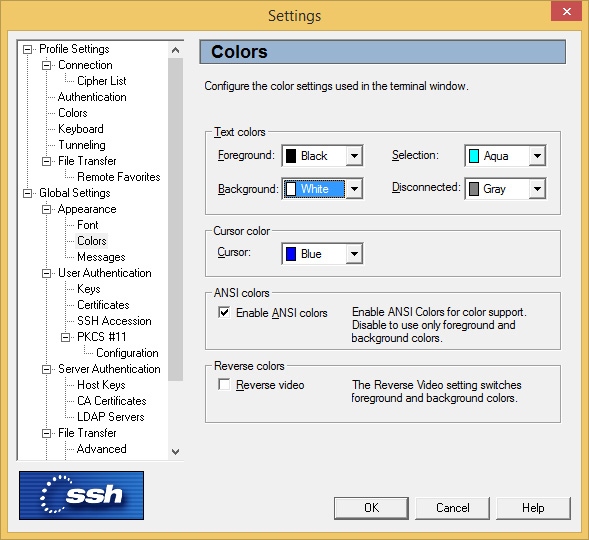 Settings
Profile Settings
Connection
Cipher List
Authentication
Colors
Keyboard
Tunneling
File Transfer
Remote Favorites
Global Settings
Appearance
Font
Colors
Messages
User Authentication
Keys
Certificates
SSH Accession
PKCS #11
Configuration
Server Authentication
Host Keys
CA Certificates
LDAP Servers
File Transfer
Advanced
ssh
Colors
Configure the color settings used in the terminal window.
Text colors
Foreground: Black Selection: Aqua
Background: White Disconnected: Gray
Cursor color
Cursor: Blue
ANSI colors
Enable ANSI colors
Enable ANSI Colors for color support.
Disable to use only foreground and
background colors.
Reverse colors
Reverse video
The Reverse Video setting switches
foreground and background colors.
OK Cancel Help